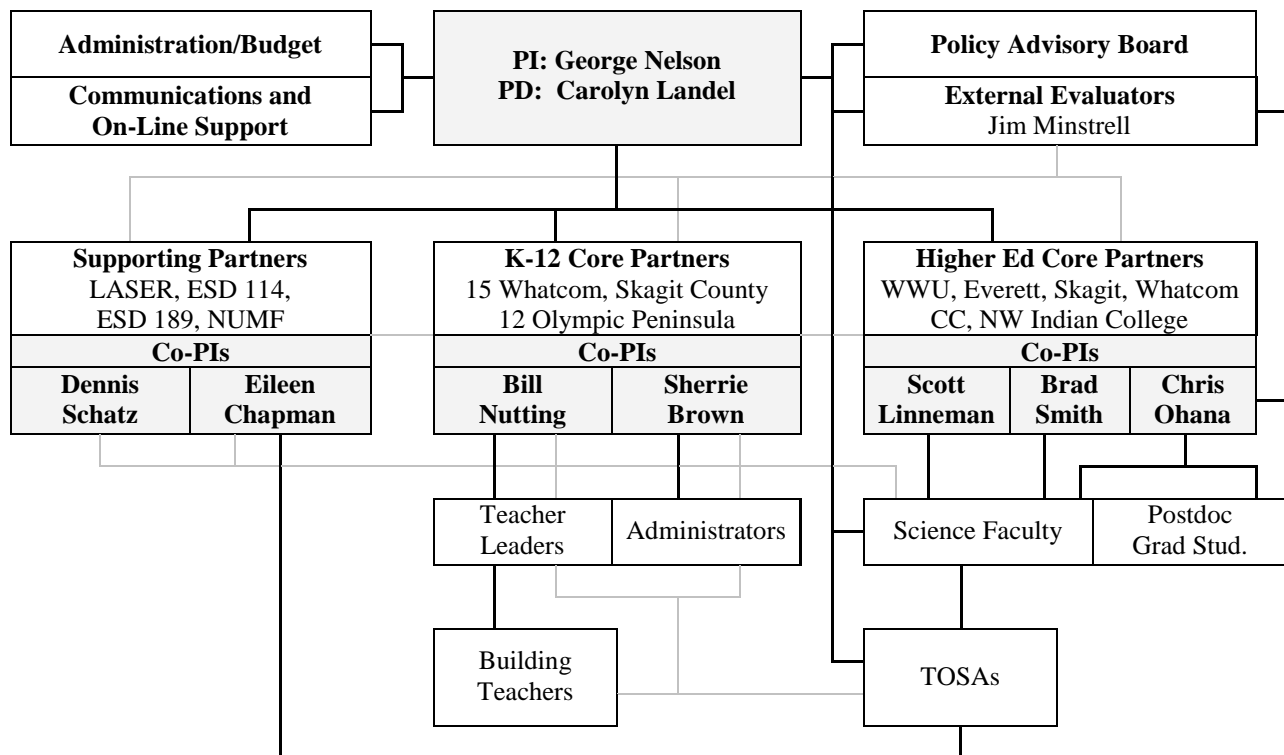 Administration/Budget
Communications and
On-Line Support
PI: George Nelson
PD: Carolyn Landel
Policy Advisory Board
External Evaluators
Jim Minstrell
Supporting Partners
LASER, ESD 114,
ESD 189, NUMF
Co-PIs
Dennis
Schatz
Eileen
Chapman
K-12 Core Partners
15 Whatcom, Skagit County
12 Olympic Peninsula
Co-PIs
Bill
Nutting
Sherrie
Brown
Higher Ed Core Partners
WWU, Everett, Skagit, Whatcom
CC, NW Indian College
Co-PIs
Scott
Linneman
Brad
Smith
Chris
Ohana
Teacher
Leaders
Administrators
Science Faculty
Postdoc
Grad Stud.
Building
Teachers
TOSAs